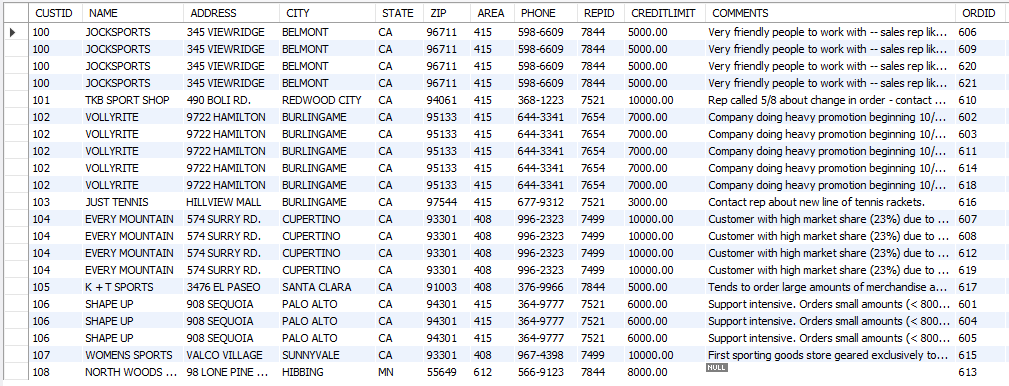 CUSTID NAME ADDRESS CITY STATE ZIP AREA PHONE REPID CREDITLIMIT COMMENTS ORDID
100 JOCKSPORTS 345 VIEWRIDGE BELMONT CA 96711 415 598-6609 7844 5000.00 Very friendly people to work with -- sales rep lik... 606
100 JOCKSPORTS 345 VIEWRIDGE BELMONT CA 96711 415 598-6609 7844 5000.00 Very friendly people to work with -- sales rep lik... 609
100 JOCKSPORTS 345 VIEWRIDGE BELMONT CA 96711 415 598-6609 7844 5000.00 Very friendly people to work with -- sales rep lik... 620
100 JOCKSPORTS 345 VIEWRIDGE BELMONT CA 96711 415 598-6609 7844 5000.00 Very friendly people to work with -- sales rep lik... 621
101 TKB SPORT SHOP 490 BOLI RD. REDWOOD CITY CA 94061 415 368-1223 7521 10000.00 Rep called 5/8 about change in order - contact ... 610
102 VOLLYRITE 9722 HAMILTON BURLINGAME CA 95133 415 644-3341 7654 7000.00 Company doing heavy promotion beginning 10/... 602
102 VOLLYRITE 9722 HAMILTON BURLINGAME CA 95133 415 644-3341 7654 7000.00 Company doing heavy promotion beginning 10/... 603
102 VOLLYRITE 9722 HAMILTON BURLINGAME CA 95133 415 644-3341 7654 7000.00 Company doing heavy promotion beginning 10/... 611
102 VOLLYRITE 9722 HAMILTON BURLINGAME CA 95133 415 644-3341 7654 7000.00 Company doing heavy promotion beginning 10/... 614
102 VOLLYRITE 9722 HAMILTON BURLINGAME CA 95133 415 644-3341 7654 7000.00 Company doing heavy promotion beginning 10/... 618
103 JUST TENNIS HILLVIEW MALL BURLINGAME CA 97544 415 677-9312 7521 3000.00 Contact rep about new line of tennis rackets. 616
104 EVERY MOUNTAIN 574 SURRY RD. CUPERTINO CA 93301 408 996-2323 7499 10000.00 Customer with high market share (23%) due to ... 607
104 EVERY MOUNTAIN 574 SURRY RD. CUPERTINO CA 93301 408 996-2323 7499 10000.00 Customer with high market share (23%) due to ... 608
104 EVERY MOUNTAIN 574 SURRY RD. CUPERTINO CA 93301 408 996-2323 7499 10000.00 Customer with high market share (23%) due to ... 612
104 EVERY MOUNTAIN 574 SURRY RD. CUPERTINO CA 93301 408 996-2323 7499 10000.00 Customer with high market share (23%) due to ... 619
105 K + T SPORTS 3476 EL PASEO SANTA CLARA CA 91003 408 376-9966 7844 5000.00 Tends to order large amounts of merchandise a... 617
106 SHAPE UP 908 SEQUOIA PALO ALTO CA 94301 415 364-9777 7521 6000.00 Support intensive. Orders small amounts (< 800... 601
106 SHAPE UP 908 SEQUOIA PALO ALTO CA 94301 415 364-9777 7521 6000.00 Support intensive. Orders small amounts (< 800... 604
106 SHAPE UP 908 SEQUOIA PALO ALTO CA 94301 415 364-9777 7521 6000.00 Support intensive. Orders small amounts (< 800... 605
107 WOMENS SPORTS VALCO VILLAGE SUNNYVALE CA 93301 408 967-4398 7499 10000.00 First sporting goods store geared exclusively to... 615
108 NORTH WOODS ... 98 LONE PINE ... HIBBING MN 55649 612 566-9123 7844 8000.00 NULL 613